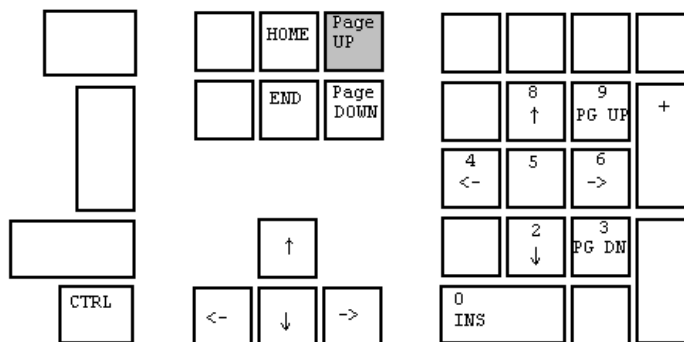 HOME
Page
UP
END
Page
DOWN
8
↑
9
PG UP
+
4
<-
5
6
->
2
↓
3
PG DN
↑
CTRL
<-
↓
->
0
INS